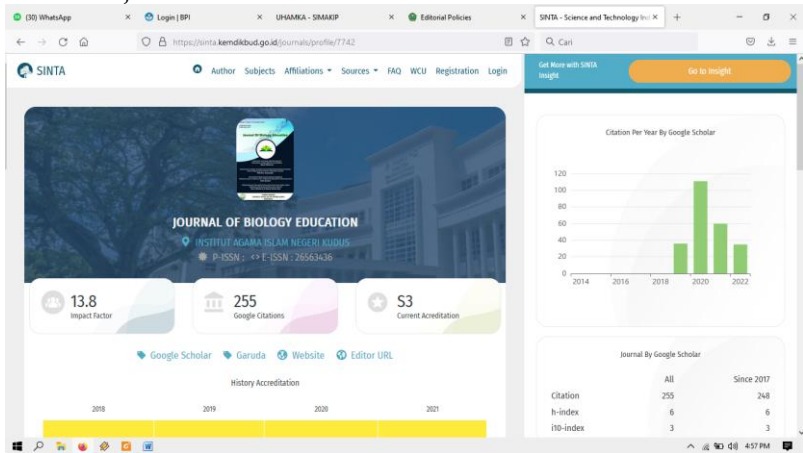 (30) WhatsApp
Login | BPI
UHAMKA - SIMAKIP
Editorial Policies
SINTA - Science and Technology Ind
https://sinta.kemdikbud.go.id/journals/profile/7742
Cari
SINTA
Author Subjects Affiliations Sources FAQ WCU Registration Login
Get More with SINTA
Insight
Go to Insight
JOURNAL OF BIOLOGY EDUCATION
INSTITUT AGAMA ISLAM NEGERI KUDUS
P-ISSN : <> E-ISSN : 26563436
13.8
Impact Factor
255
Google Citations
S3
Current Acreditation
Google Scholar Garuda Website Editor URL
History Accreditation
2018 2019 2020 2021
Citation Per Year By Google Scholar
120
100
80
60
40
20
0
2014 2016 2018 2020 2022
Journal By Google Scholar
All Since 2017
Citation 255 248
h-index 6 6
i10-index 3 3
4:57 PM